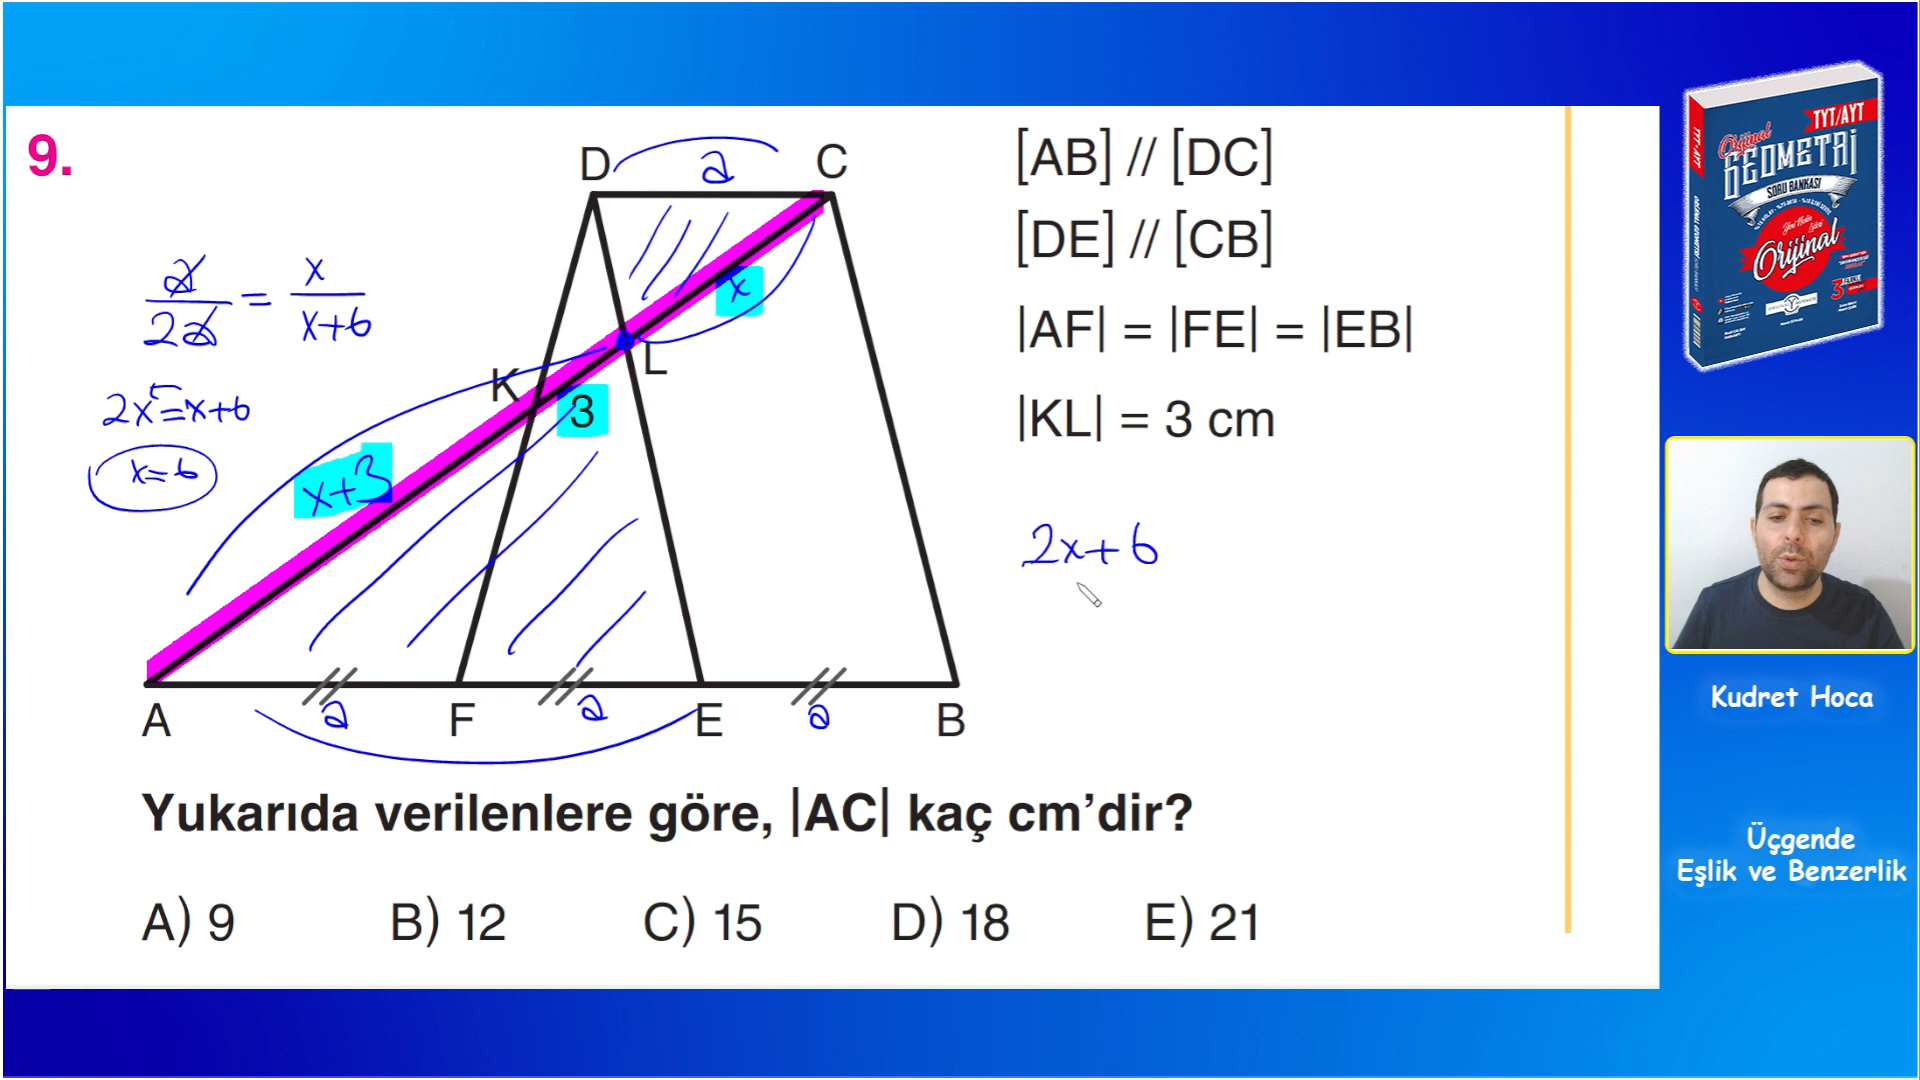 9.
D
a
C
[AB] // [DC]
[DE] // [CB]
|AF| = |FE| = |EB|
|KL| = 3 cm
a/2a = x/x+6
2x=x+6
x=6
K
L
x
3
x+3
2x+6
A
F
E
B
a
a
a
Yukarıda verilenlere göre, |AC| kaç cm’dir?
A) 9 B) 12 C) 15 D) 18 E) 21
TYT/AYT
Orijinal
GEOMETRİ
SORU BANKASI
Orijinal
Kudret Hoca
Üçgende
Eşlik ve Benzerlik